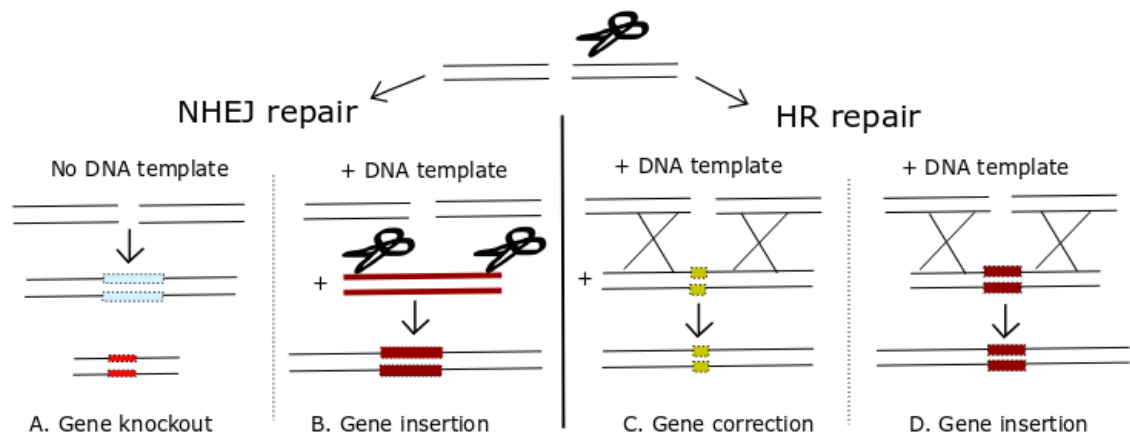 NHEJ repair
HR repair
No DNA template
+ DNA template
+ DNA template
+ DNA template
+
+
A. Gene knockout
B. Gene insertion
C. Gene correction
D. Gene insertion